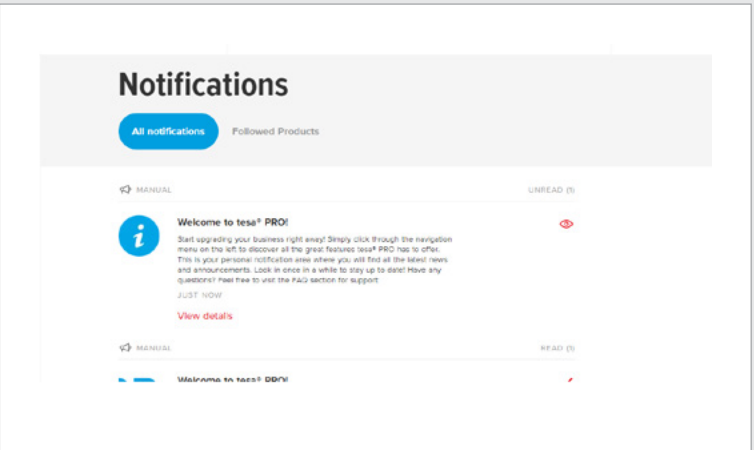 Notifications
All notifications
Followed Products
MANUAL
UNREAD (1)
Welcome to tesa® PRO!
Start upgrading your business right away! Simply click through the navigation
menu on the left to discover all the great features tesa® PRO has to offer.
This is your personal notification area where you will find all the latest news
and announcements. Look in once in a while to stay up to date! Have any
questions? Feel free to visit the FAQ section for support
JUST NOW
View details
MANUAL
READ (1)
Welcome to tesa® PRO!